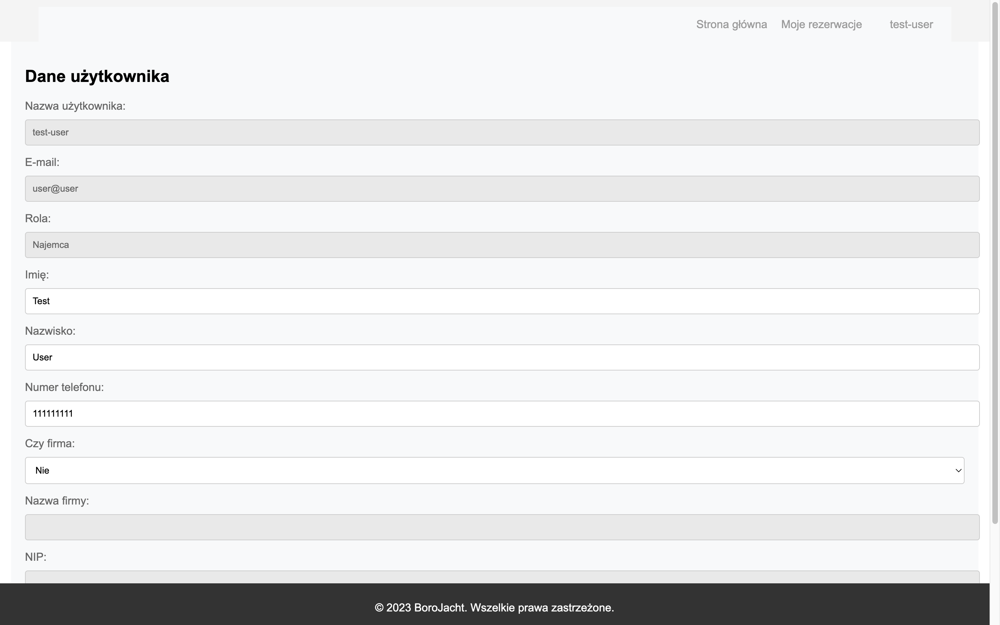 Strona główna Moje rezerwacje test-user
Dane użytkownika
Nazwa użytkownika:
test-user
E-mail:
user@user
Rola:
Najemca
Imię:
Test
Nazwisko:
User
Numer telefonu:
111111111
Czy firma:
Nie
Nazwa firmy:
NIP:
© 2023 BoroJacht. Wszelkie prawa zastrzeżone.